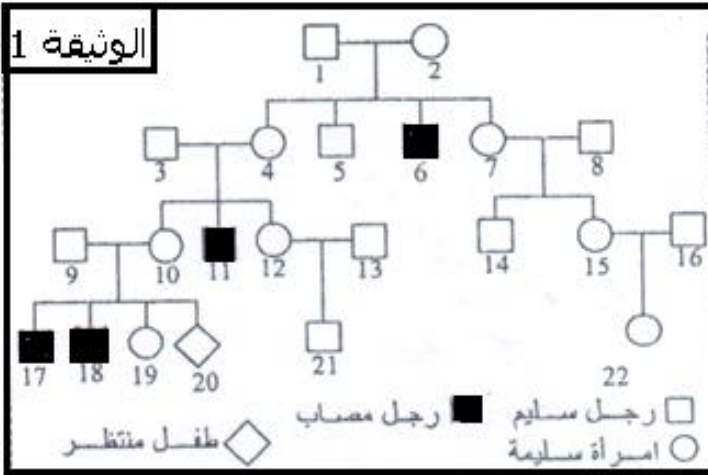 الوثيقة 1
1 2
3 4 5 6 7 8
9 10 11 12 13 14 15 16
17 18 19 20 21 22
رجل سليم رجل مصاب
امرأة سليمة طفل منتظر